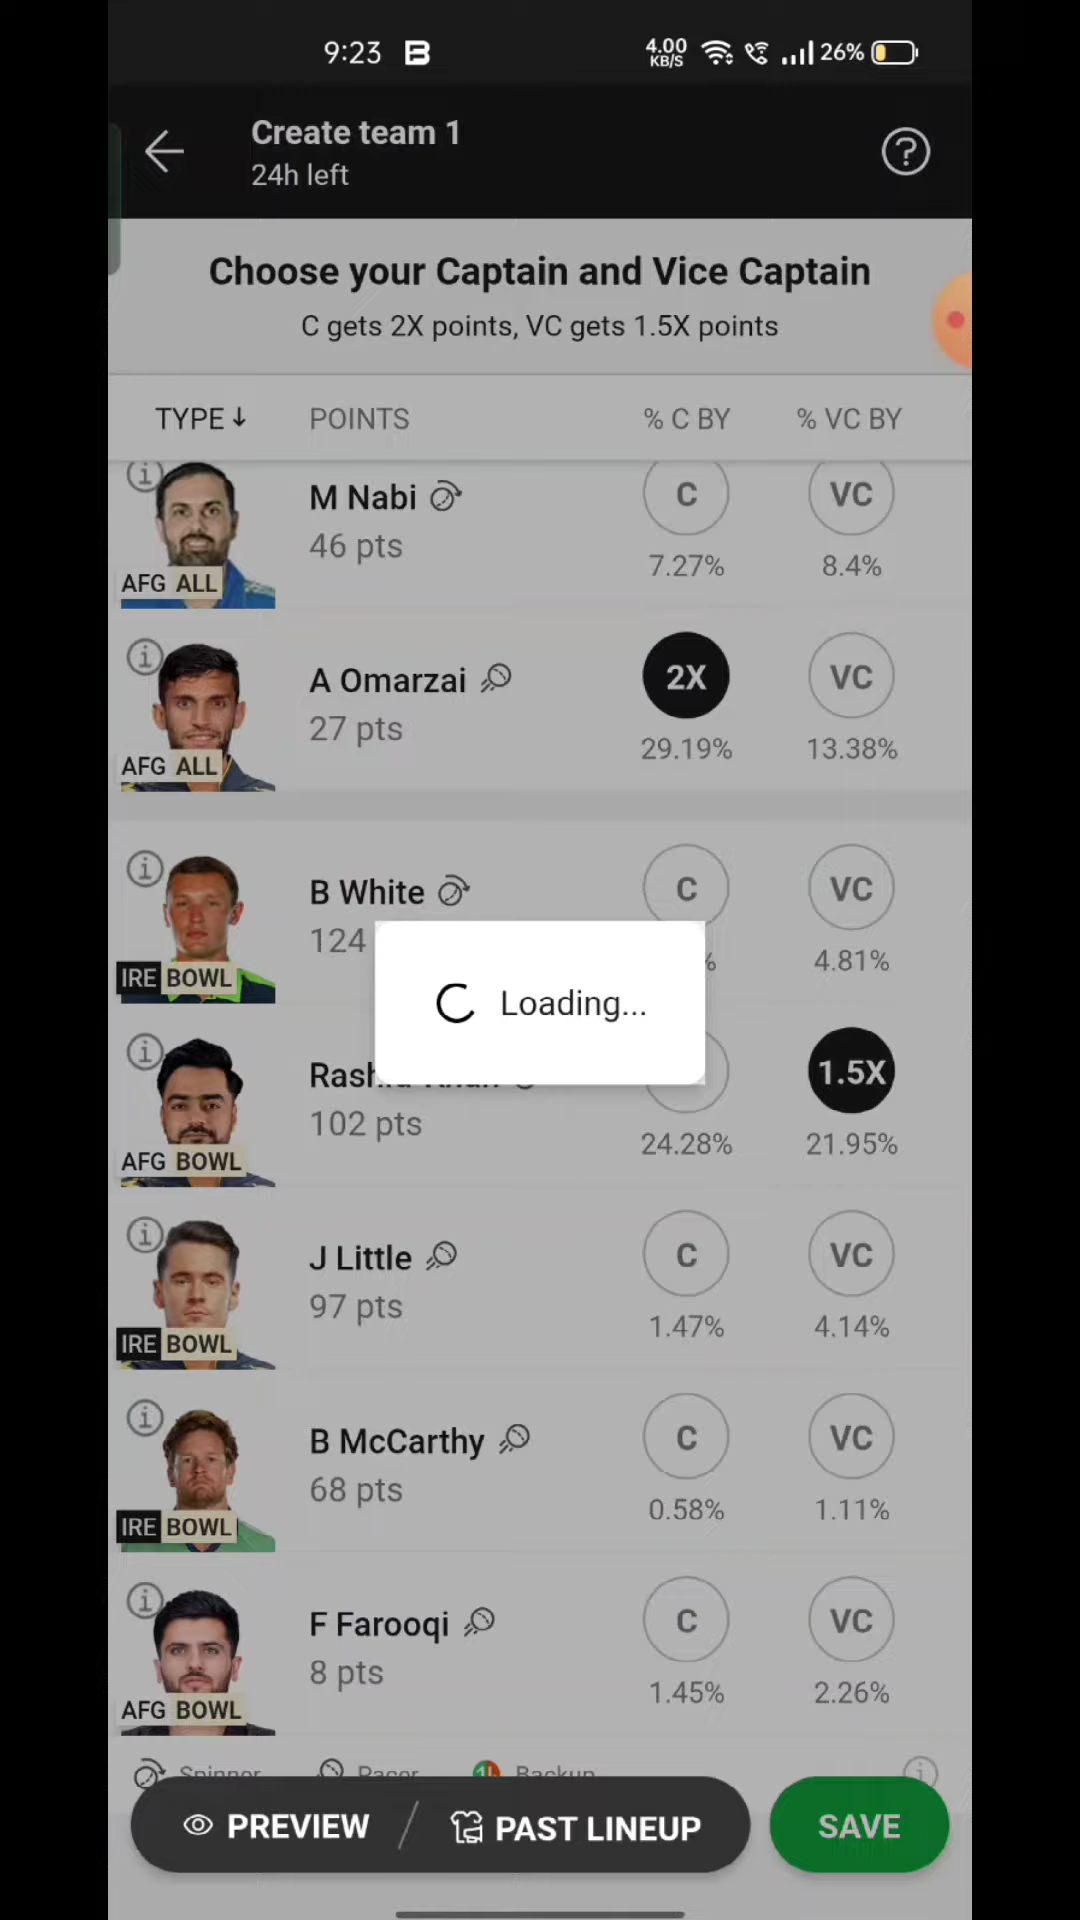 9:23 4.00 KB/S 26%
Create team 1
24h left
Choose your Captain and Vice Captain
C gets 2X points, VC gets 1.5X points
TYPE POINTS % C BY % VC BY
M Nabi C VC
46 pts 7.27% 8.4%
AFG ALL
A Omarzai 2X VC
27 pts 29.19% 13.38%
AFG ALL
B White C VC
124 % 4.81%
IRE BOWL
Loading...
Rashid Khan 1.5X
102 pts 24.28% 21.95%
AFG BOWL
J Little C VC
97 pts 1.47% 4.14%
IRE BOWL
B McCarthy C VC
68 pts 0.58% 1.11%
IRE BOWL
F Farooqi C VC
8 pts 1.45% 2.26%
AFG BOWL
Spinner Pacer Backup
PREVIEW / PAST LINEUP SAVE